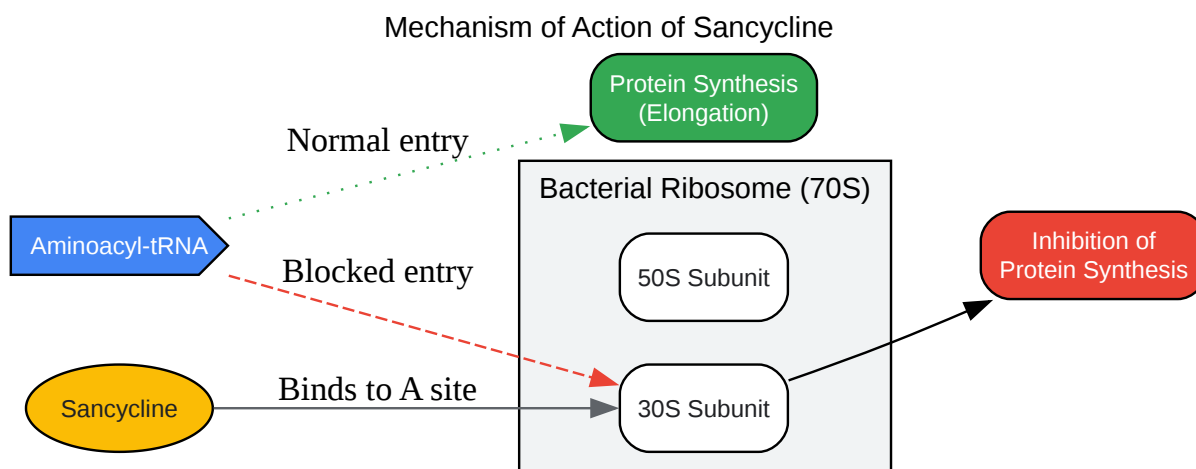 Mechanism of Action of Sancycline
Protein Synthesis
(Elongation)
Normal entry
Bacterial Ribosome (70S)
Aminoacyl-tRNA
Inhibition of
Protein Synthesis
Blocked entry
50S Subunit
Binds to A site
Sancycline
30S Subunit